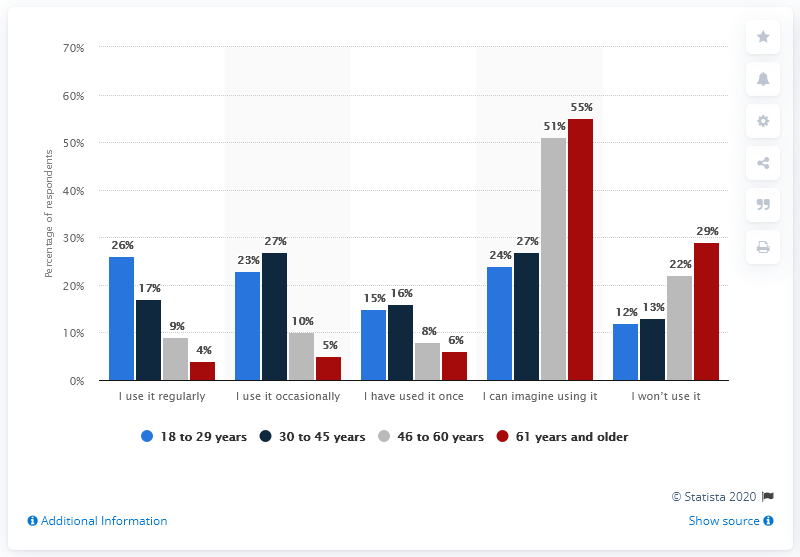 70%
60%
50%
40%
30%
20%
10%
0%
Percentage of respondents
26%
17%
9%
4%
23%
27%
10%
5%
15%
16%
8%
6%
24%
27%
51%
55%
12%
13%
22%
29%
I use it regularly
I use it occasionally
I have used it once
I can imagine using it
I won’t use it
18 to 29 years
30 to 45 years
46 to 60 years
61 years and older
© Statista 2020
Additional Information
Show source